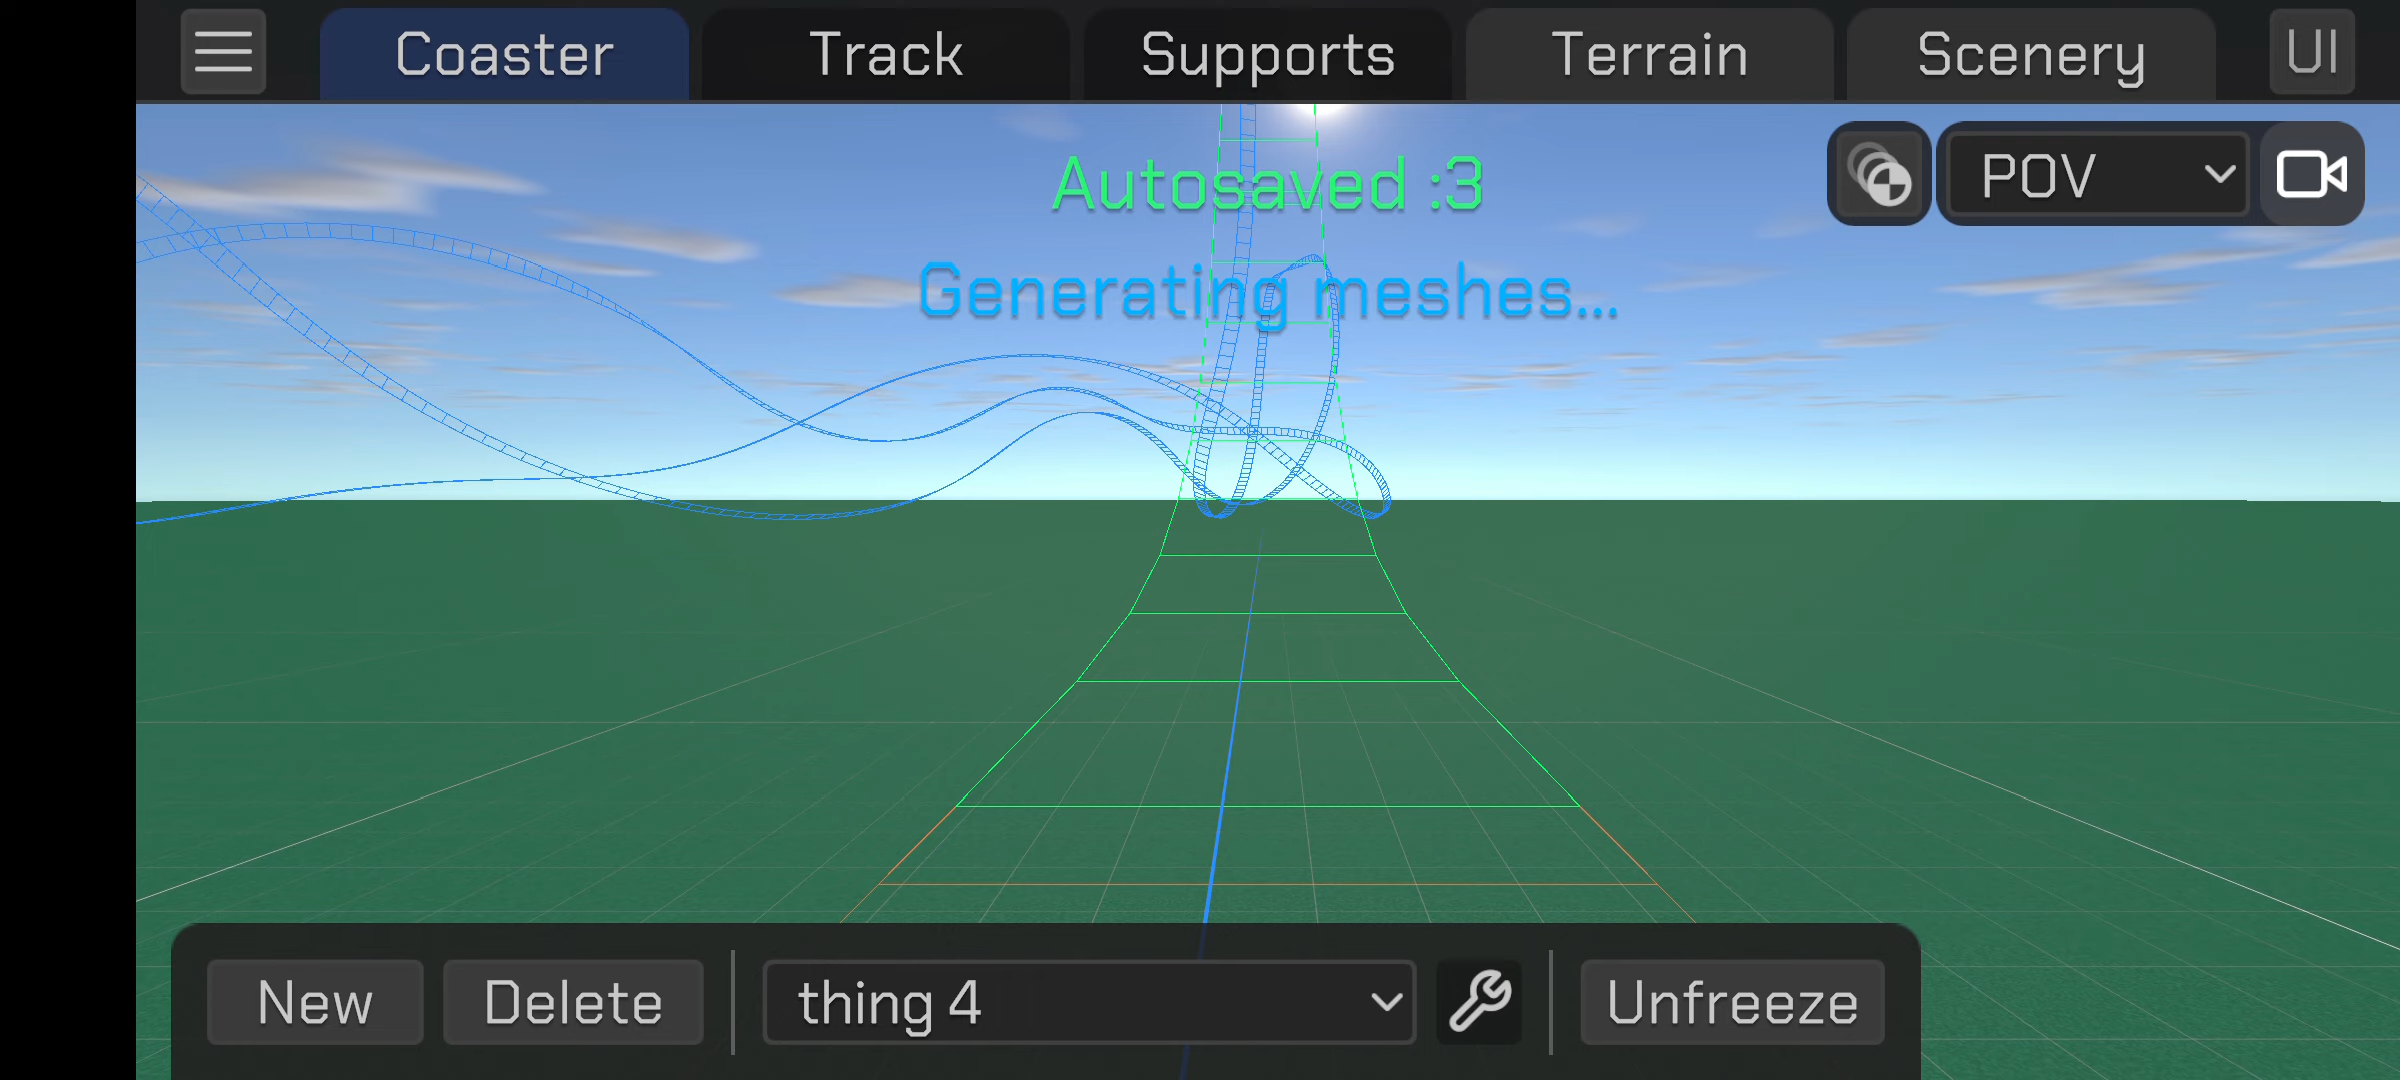 Coaster
Track
Supports
Terrain
Scenery
UI
Autosaved :3
POV
Generating meshes...
New
Delete
thing 4
Unfreeze